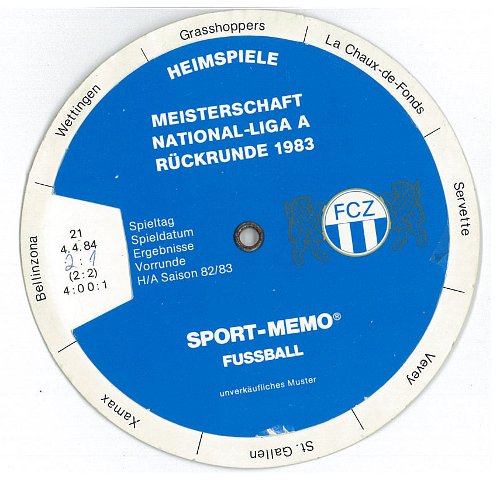 Grasshoppers
La Chaux-de-Fonds
Servette
Vevey
St. Gallen
Xamax
Bellinzona
Wettingen
HEIMSPIELE
MEISTERSCHAFT
NATIONAL-LIGA A
RÜCKRUNDE 1983
FCZ
21
4.4.84
2:1
(2:2)
4:00:1
Spieltag
Spieldatum
Ergebnisse
Vorrunde
H/A Saison 82/83
SPORT-MEMO®
FUSSBALL
unverkäufliches Muster